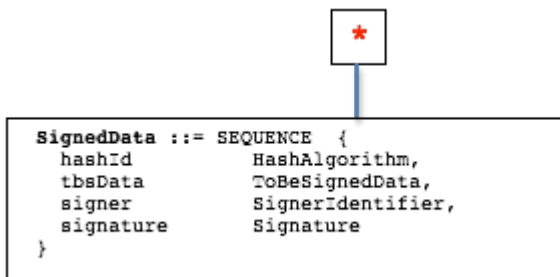 *
SignedData ::= SEQUENCE {
hashId HashAlgorithm,
tbsData ToBeSignedData,
signer SignerIdentifier,
signature Signature
}